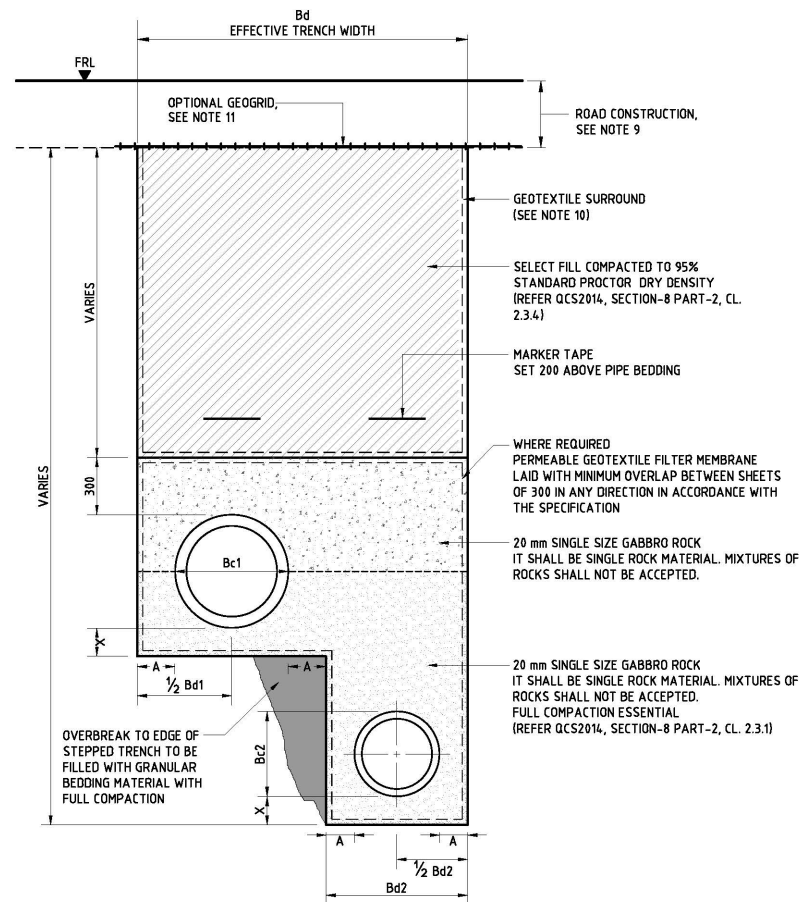 Bd
EFFECTIVE TRENCH WIDTH
FRL
OPTIONAL GEOGRID,
SEE NOTE 11
ROAD CONSTRUCTION,
SEE NOTE 9
GEOTEXTILE SURROUND
(SEE NOTE 10)
SELECT FILL COMPACTED TO 95%
STANDARD PROCTOR DRY DENSITY
(REFER QCS2014, SECTION-8 PART-2, CL.
2.3.4)
VARIES
MARKER TAPE
SET 200 ABOVE PIPE BEDDING
WHERE REQUIRED
PERMEABLE GEOTEXTILE FILTER MEMBRANE
LAID WITH MINIMUM OVERLAP BETWEEN SHEETS
OF 300 IN ANY DIRECTION IN ACCORDANCE WITH
THE SPECIFICATION
VARIES
300
20 mm SINGLE SIZE GABBRO ROCK
IT SHALL BE SINGLE ROCK MATERIAL. MIXTURES OF
ROCKS SHALL NOT BE ACCEPTED.
Bc1
X
A
A
½ Bd1
20 mm SINGLE SIZE GABBRO ROCK
IT SHALL BE SINGLE ROCK MATERIAL. MIXTURES OF
ROCKS SHALL NOT BE ACCEPTED.
FULL COMPACTION ESSENTIAL
(REFER QCS2014, SECTION-8 PART-2, CL. 2.3.1)
OVERBREAK TO EDGE OF
STEPPED TRENCH TO BE
FILLED WITH GRANULAR
BEDDING MATERIAL WITH
FULL COMPACTION
Bc2
X
A
A
½ Bd2
Bd2